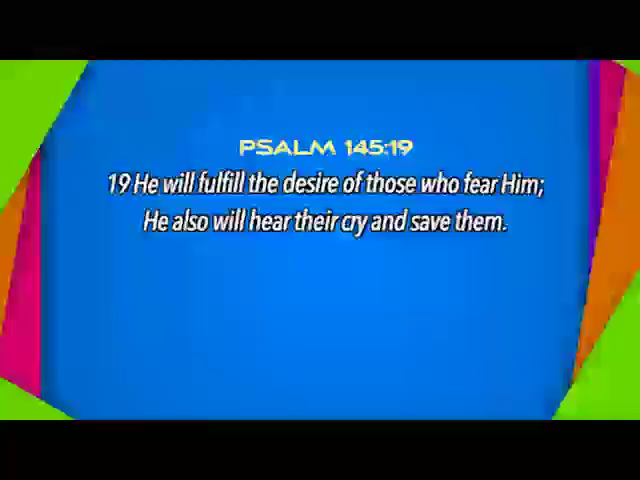 PSALM 145:19
19 He will fulfill the desire of those who fear Him;
He also will hear their cry and save them.